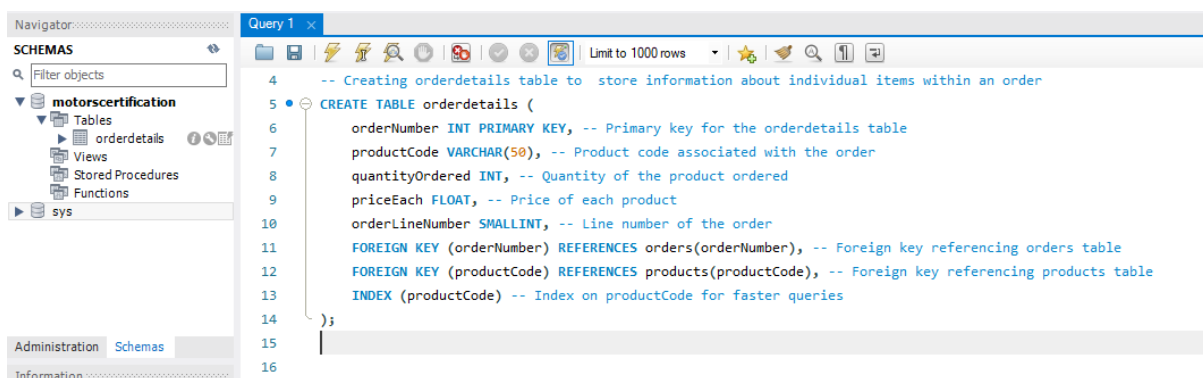 Navigator
Query 1
SCHEMAS
Limit to 1000 rows
Filter objects
motorscertification
Tables
orderdetails
Views
Stored Procedures
Functions
sys
4 -- Creating orderdetails table to  store information about individual items within an order
5 CREATE TABLE orderdetails (
6 orderNumber INT PRIMARY KEY, -- Primary key for the orderdetails table
7 productCode VARCHAR(50), -- Product code associated with the order
8 quantityOrdered INT, -- Quantity of the product ordered
9 priceEach FLOAT, -- Price of each product
10 orderLineNumber SMALLINT, -- Line number of the order
11 FOREIGN KEY (orderNumber) REFERENCES orders(orderNumber), -- Foreign key referencing orders table
12 FOREIGN KEY (productCode) REFERENCES products(productCode), -- Foreign key referencing products table
13 INDEX (productCode) -- Index on productCode for faster queries
14 );
15
16
Administration Schemas
Information